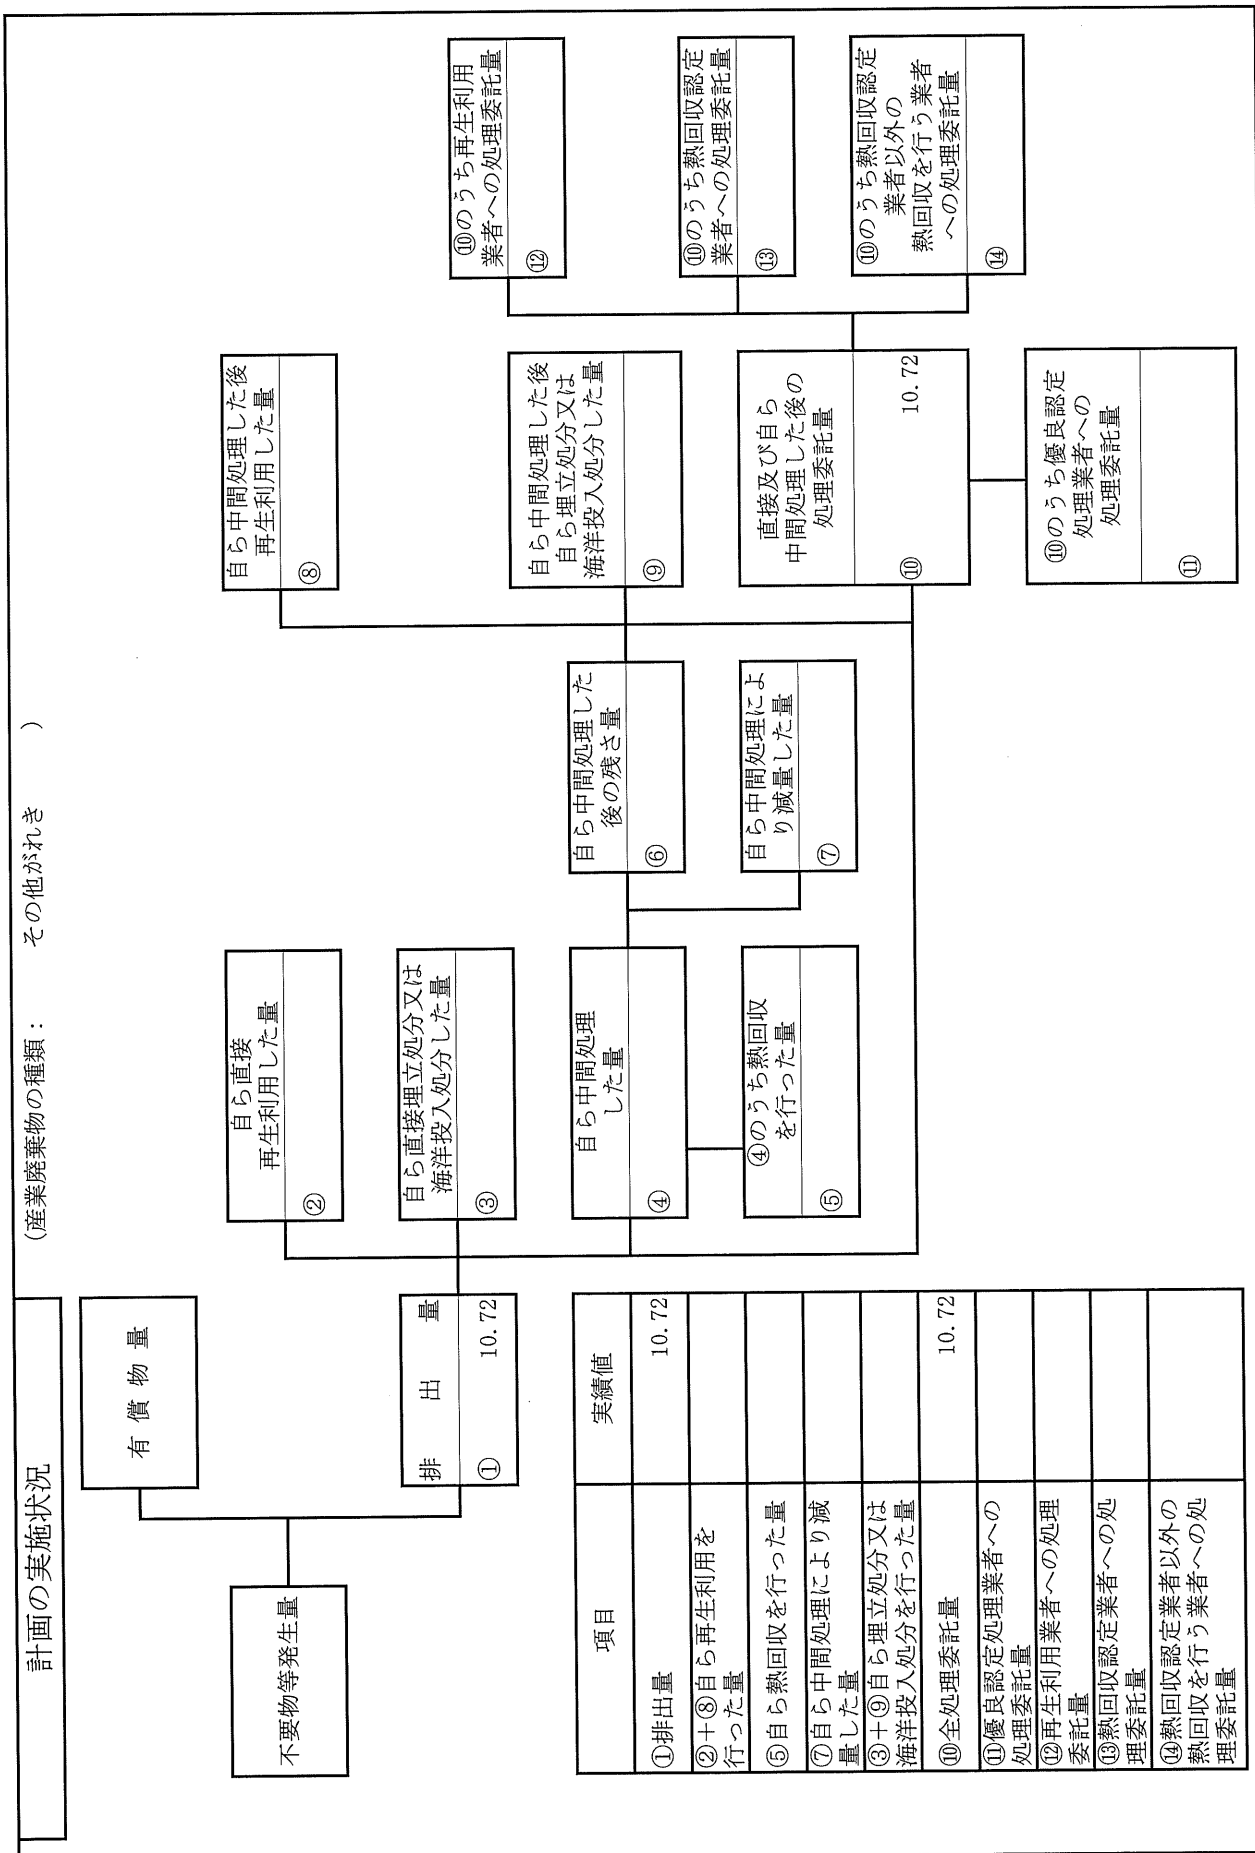 計画の実施状況
(産業廃棄物の種類： その他がれき )
不要物等発生量
有償物量
排出量
① 10.72
自ら直接
再生利用した量
②
自ら直接埋立処分又は
海洋投入処分した量
③
自ら中間処理
した量
④
④のうち熱回収
を行った量
⑤
自ら中間処理した
後の残さ量
⑥
自ら中間処理によ
り減量した量
⑦
自ら中間処理した後
再生利用した量
⑧
自ら中間処理した後
自ら埋立処分又は
海洋投入処分した量
⑨
直接及び自ら
中間処理した後の
処理委託量
⑩ 10.72
⑩のうち優良認定
処理業者への
処理委託量
⑪
⑩のうち再生利用
業者への処理委託量
⑫
⑩のうち熱回収認定
業者への処理委託量
⑬
⑩のうち熱回収認定
業者以外の
熱回収を行う業者
への処理委託量
⑭
項目 実績値
①排出量 10.72
②＋⑧自ら再生利用を
行った量
⑤自ら熱回収を行った量
⑦自ら中間処理により減
量した量
③＋⑨自ら埋立処分又は
海洋投入処分を行った量
⑩全処理委託量 10.72
⑪優良認定処理業者への
処理委託量
⑫再生利用業者への処理
委託量
⑬熱回収認定業者への処
理委託量
⑭熱回収認定業者以外の
熱回収を行う業者への処
理委託量